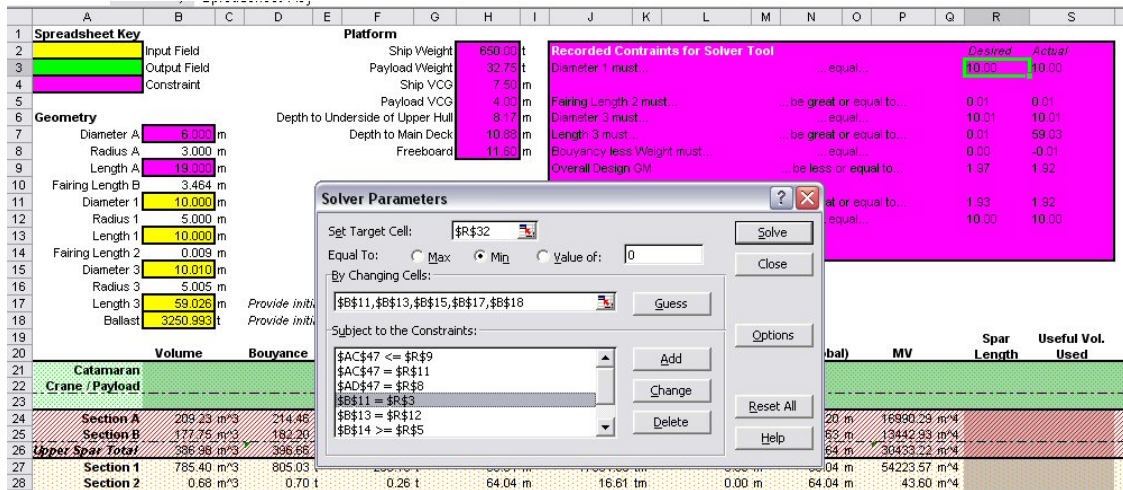 A B C D E F G H I J K L M N O P Q R S
1 Spreadsheet Key Platform
2 Input Field Ship Weight 650.00 t Recorded Contraints for Solver Tool Desired Actual
3 Output Field Payload Weight 32.75 t Diameter 1 must... ... equal... 10.00 10.00
4 Constraint Ship VCG 7.50 m
5 Payload VCG 4.00 m Fairing Length 2 must... ...be great or equal to... 0.01 0.01
6 Geometry Depth to Underside of Upper Hull 8.17 m Diameter 3 must... ... equal... 10.01 10.01
7 Diameter A 6.000 m Depth to Main Deck 10.88 m Length 3 must... ...be great or equal to... 0.01 59.03
8 Radius A 3.000 m Freeboard 11.60 m Bouyancy less Weight must... ... equal... 0.00 -0.01
9 Length A 19.000 m Overall Design GM ...be less or equal to... 1.97 1.92
10 Fairing Length B 3.464 m
Solver Parameters
11 Diameter 1 10.000 m at or equal to... 1.93 1.92
12 Radius 1 5.000 m Set Target Cell: $R$32 Solve equal... 10.00 10.00
13 Length 1 10.000 m Equal To: Max Min Value of: 0
14 Fairing Length 2 0.009 m Close
15 Diameter 3 10.010 m By Changing Cells:
16 Radius 3 5.005 m
17 Length 3 59.026 m Provide initi $B$11,$B$13,$B$15,$B$17,$B$18 Guess
18 Ballast 3250.993 t Provide initi Subject to the Constraints:
19 Options Spar Useful Vol.
20 Volume Bouyance $AC$47 <= $R$9 Add bal) MV Length Used
21 Catamaran $AC$47 = $R$11
22 Crane / Payload $AD$47 = $R$8 Change
23 $B$11 = $R$3 Reset All
24 Section A 209.23 m^3 214.46 $B$13 = $R$12 Delete 20 m 16990.29 m^4
25 Section B 177.75 m^3 182.20 $B$14 >= $R$5 Help 63 m 13442.93 m^4
26 Upper Spar Total 386.98 m^3 396.66 64 m 30433.22 m^4
27 Section 1 785.40 m^3 805.03 t 04 m 54223.57 m^4
28 Section 2 0.68 m^3 0.70 t 0.26 t 64.04 m 16.61 tm 0.00 m 64.04 m 43.60 m^4